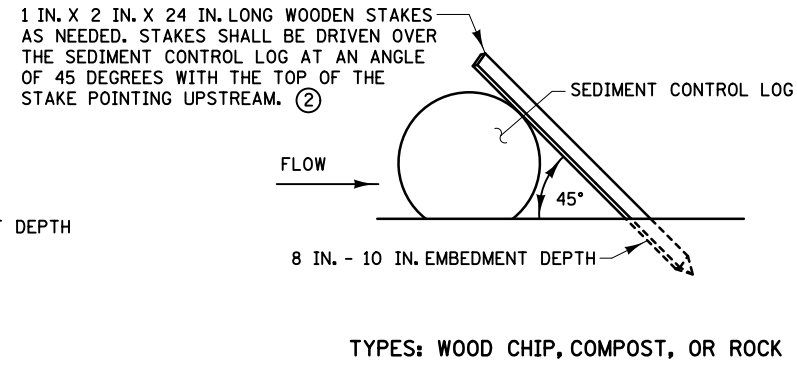 1 IN. X 2 IN. X 24 IN. LONG WOODEN STAKES
AS NEEDED. STAKES SHALL BE DRIVEN OVER
THE SEDIMENT CONTROL LOG AT AN ANGLE
OF 45 DEGREES WITH THE TOP OF THE
STAKE POINTING UPSTREAM. ②
SEDIMENT CONTROL LOG
FLOW
45°
DEPTH
8 IN. - 10 IN. EMBEDMENT DEPTH
TYPES: WOOD CHIP, COMPOST, OR ROCK